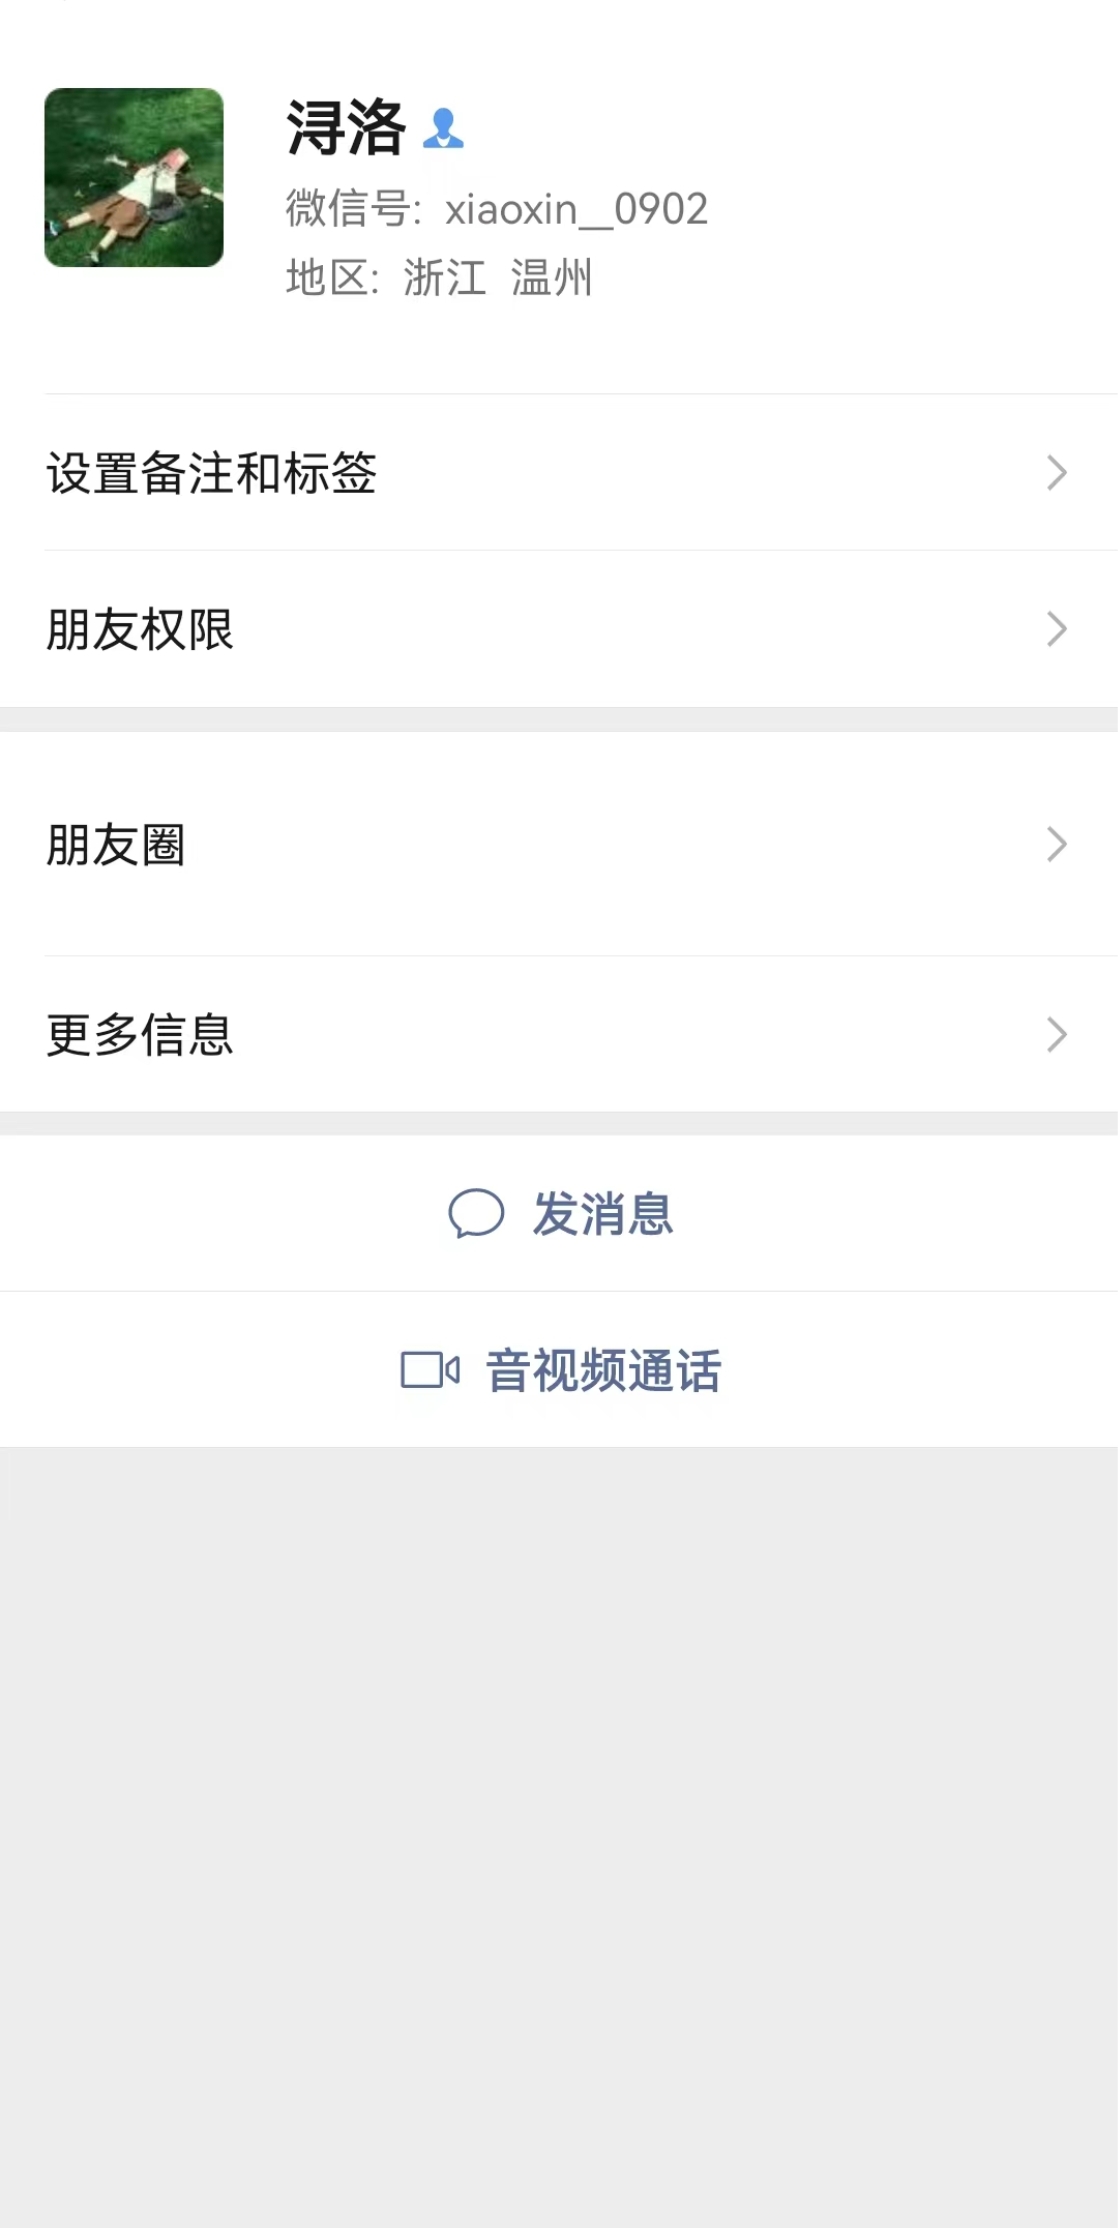 浔洛
微信号: xiaoxin__0902
地区: 浙江 温州
设置备注和标签
朋友权限
朋友圈
更多信息
发消息
音视频通话